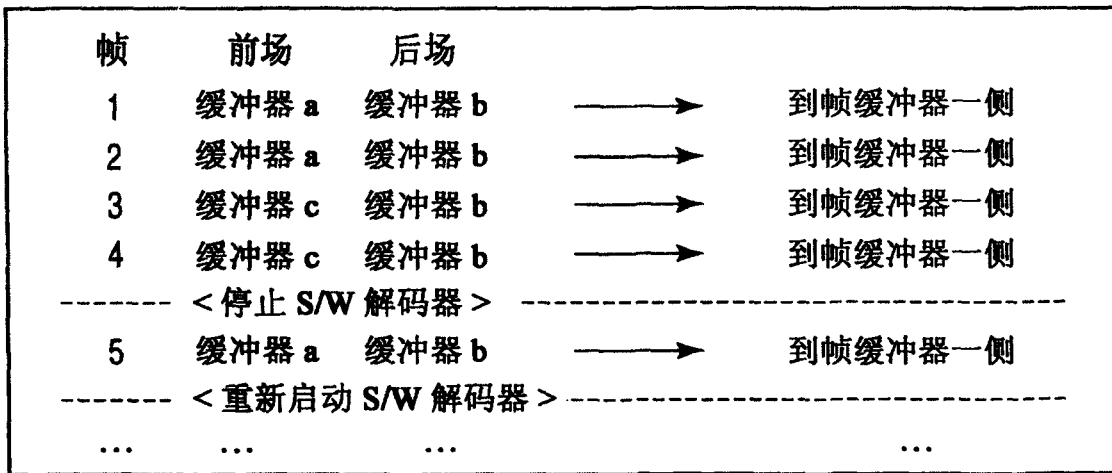 帧 前场 后场
1 缓冲器 a 缓冲器 b 到帧缓冲器一侧
2 缓冲器 a 缓冲器 b 到帧缓冲器一侧
3 缓冲器 c 缓冲器 b 到帧缓冲器一侧
4 缓冲器 c 缓冲器 b 到帧缓冲器一侧
<停止 S/W 解码器>
5 缓冲器 a 缓冲器 b 到帧缓冲器一侧
<重新启动 S/W 解码器>
… … … …